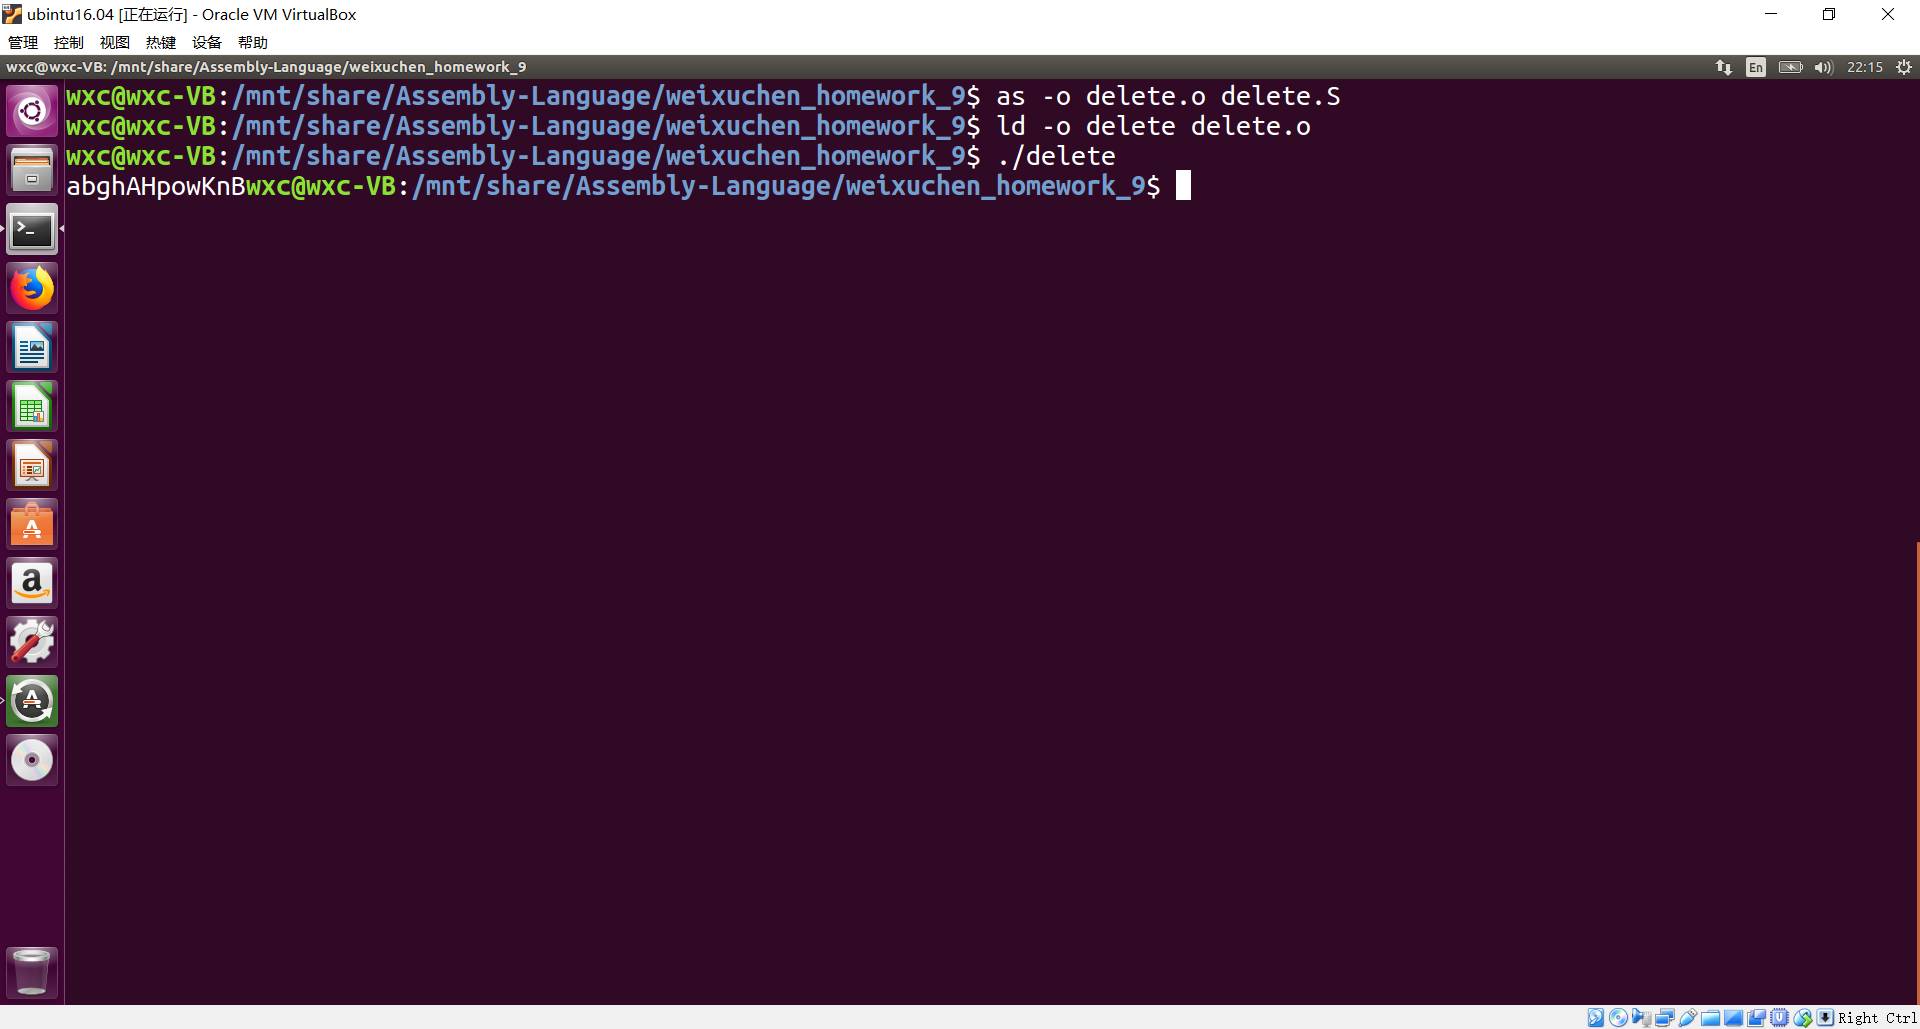 ubintu16.04 [正在运行] - Oracle VM VirtualBox
管理 控制 视图 热键 设备 帮助
wxc@wxc-VB: /mnt/share/Assembly-Language/weixuchen_homework_9 En 22:15
wxc@wxc-VB:/mnt/share/Assembly-Language/weixuchen_homework_9$ as -o delete.o delete.S
wxc@wxc-VB:/mnt/share/Assembly-Language/weixuchen_homework_9$ ld -o delete delete.o
wxc@wxc-VB:/mnt/share/Assembly-Language/weixuchen_homework_9$ ./delete
abghAHpowKnBwxc@wxc-VB:/mnt/share/Assembly-Language/weixuchen_homework_9$
Right Ctrl